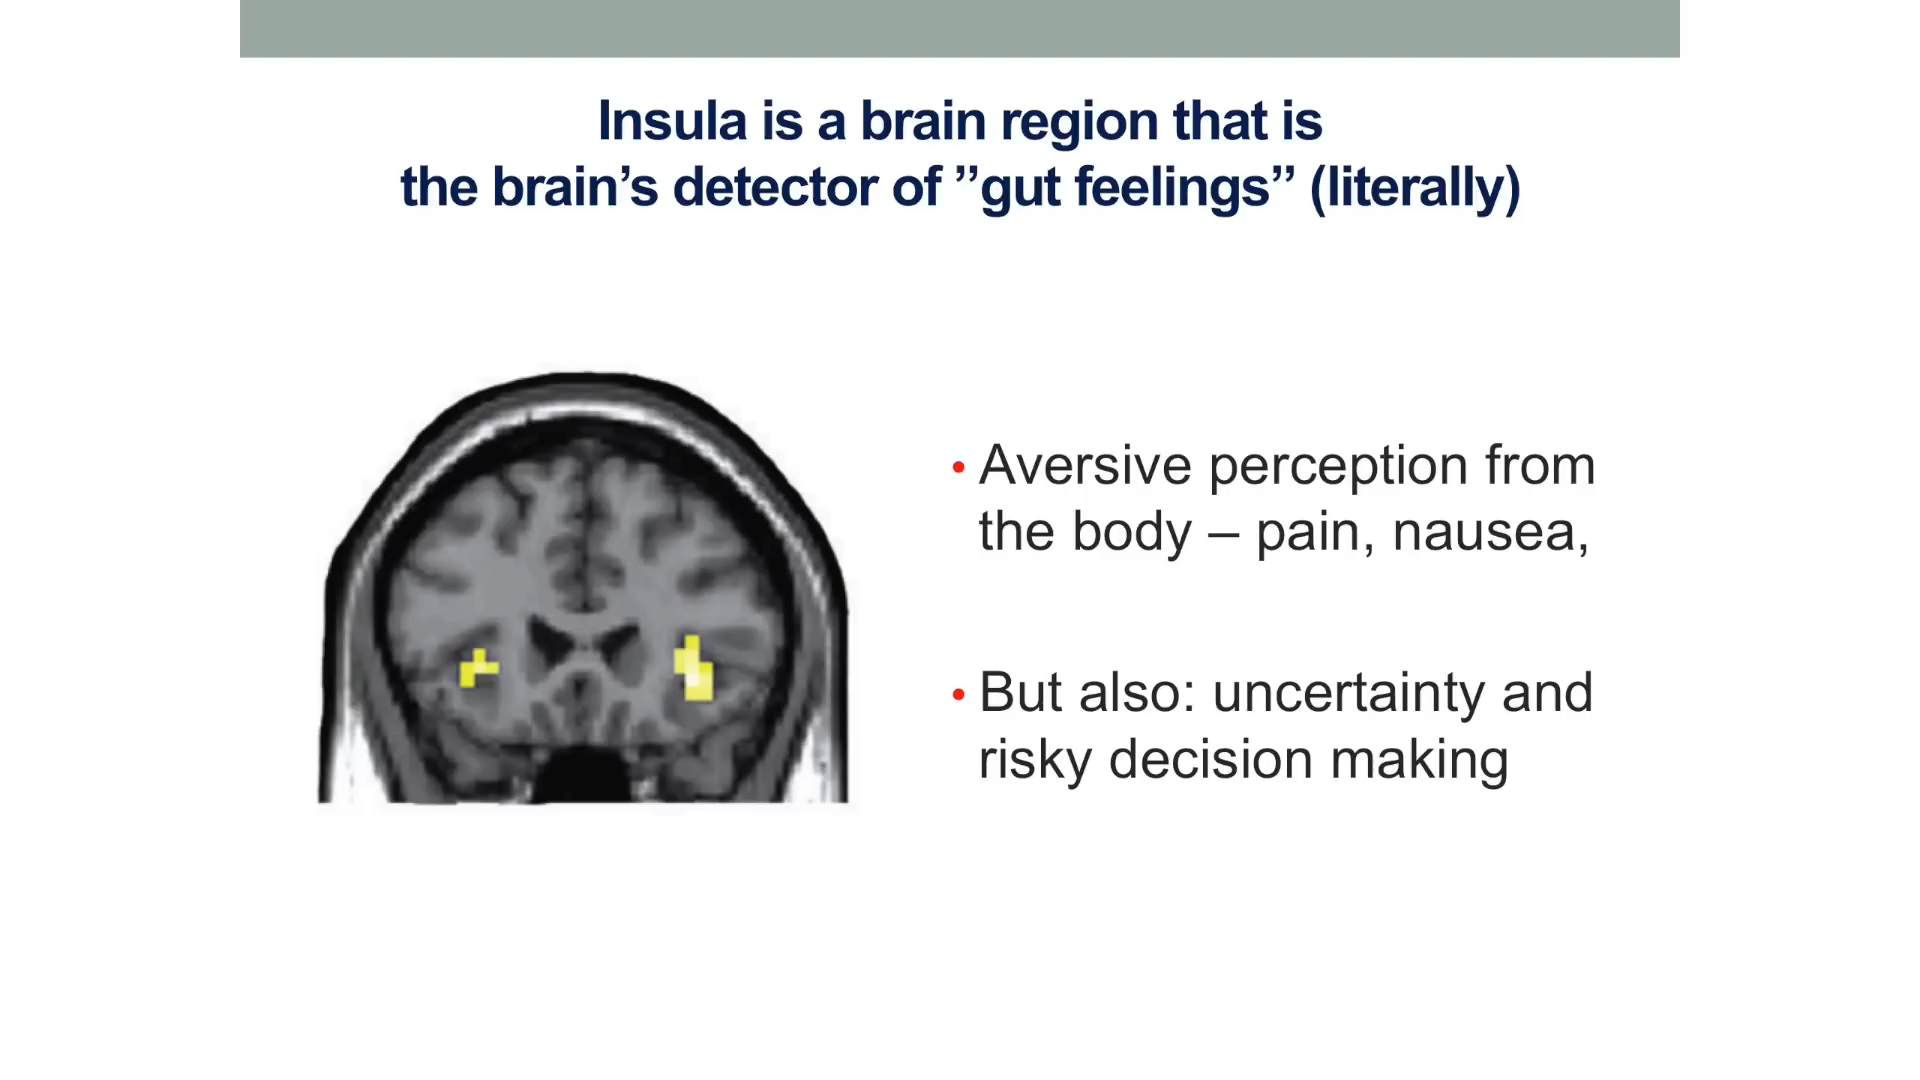 Insula is a brain region that is
the brain’s detector of ”gut feelings” (literally)
• Aversive perception from
the body – pain, nausea,
• But also: uncertainty and
risky decision making